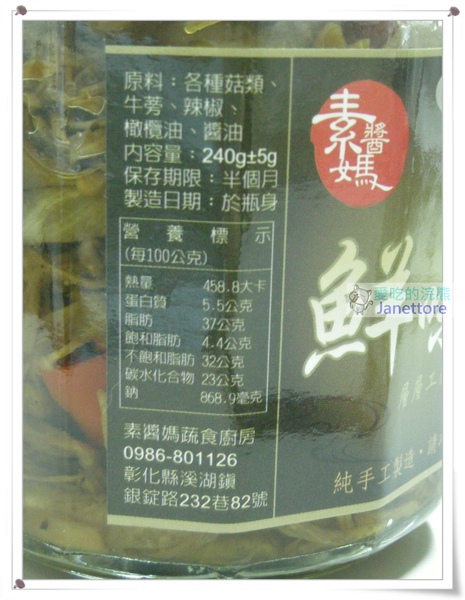 原料：各種菇類、
牛蒡、辣椒、
橄欖油、醬油
內容量：240g±5g
保存期限：半個月
製造日期：於瓶身
營養標示
(每100公克)
熱量 458.8大卡
蛋白質 5.5公克
脂肪 37公克
飽和脂肪 4.4公克
不飽和脂肪 32公克
碳水化合物 23公克
鈉 868.9毫克
素醬媽蔬食廚房
0986-801126
彰化縣溪湖鎮
銀錠路232巷82號
素醬媽
鮮
層層工
純手工製造，請
愛吃的浣熊
Janettore